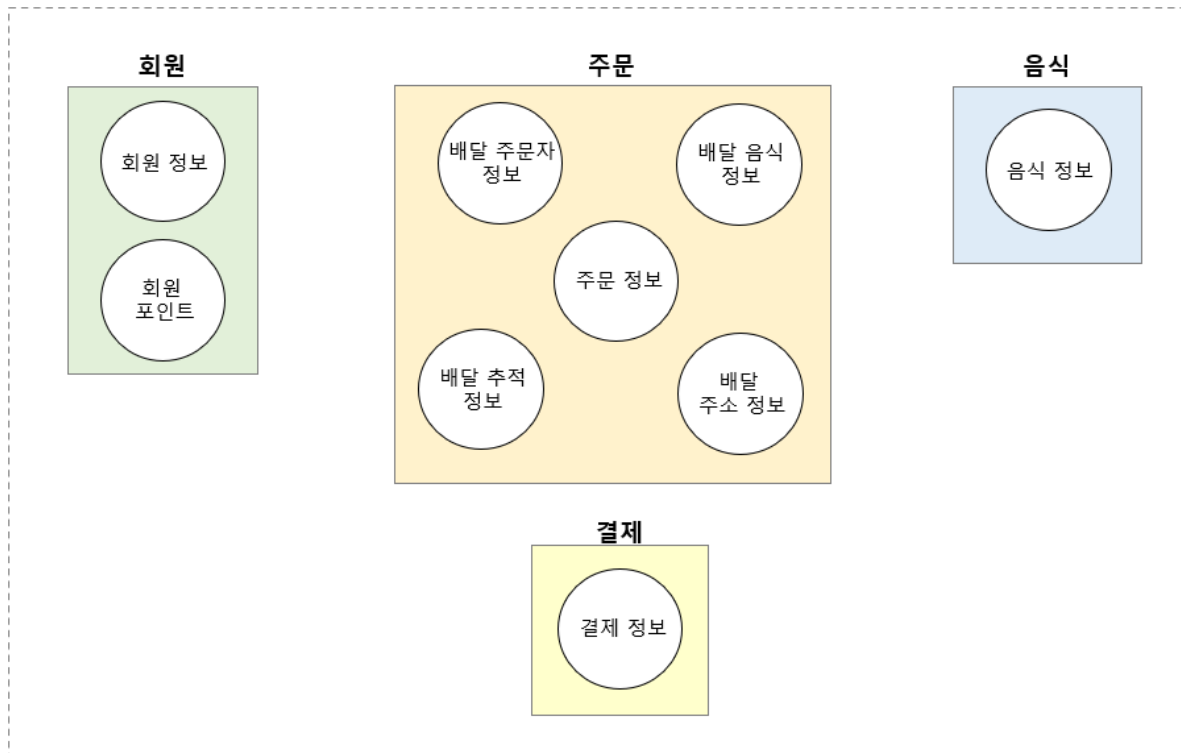 회원
회원 정보
회원
포인트
주문
배달 주문자
정보
배달 음식
정보
주문 정보
배달 추적
정보
배달
주소 정보
음식
음식 정보
결제
결제 정보